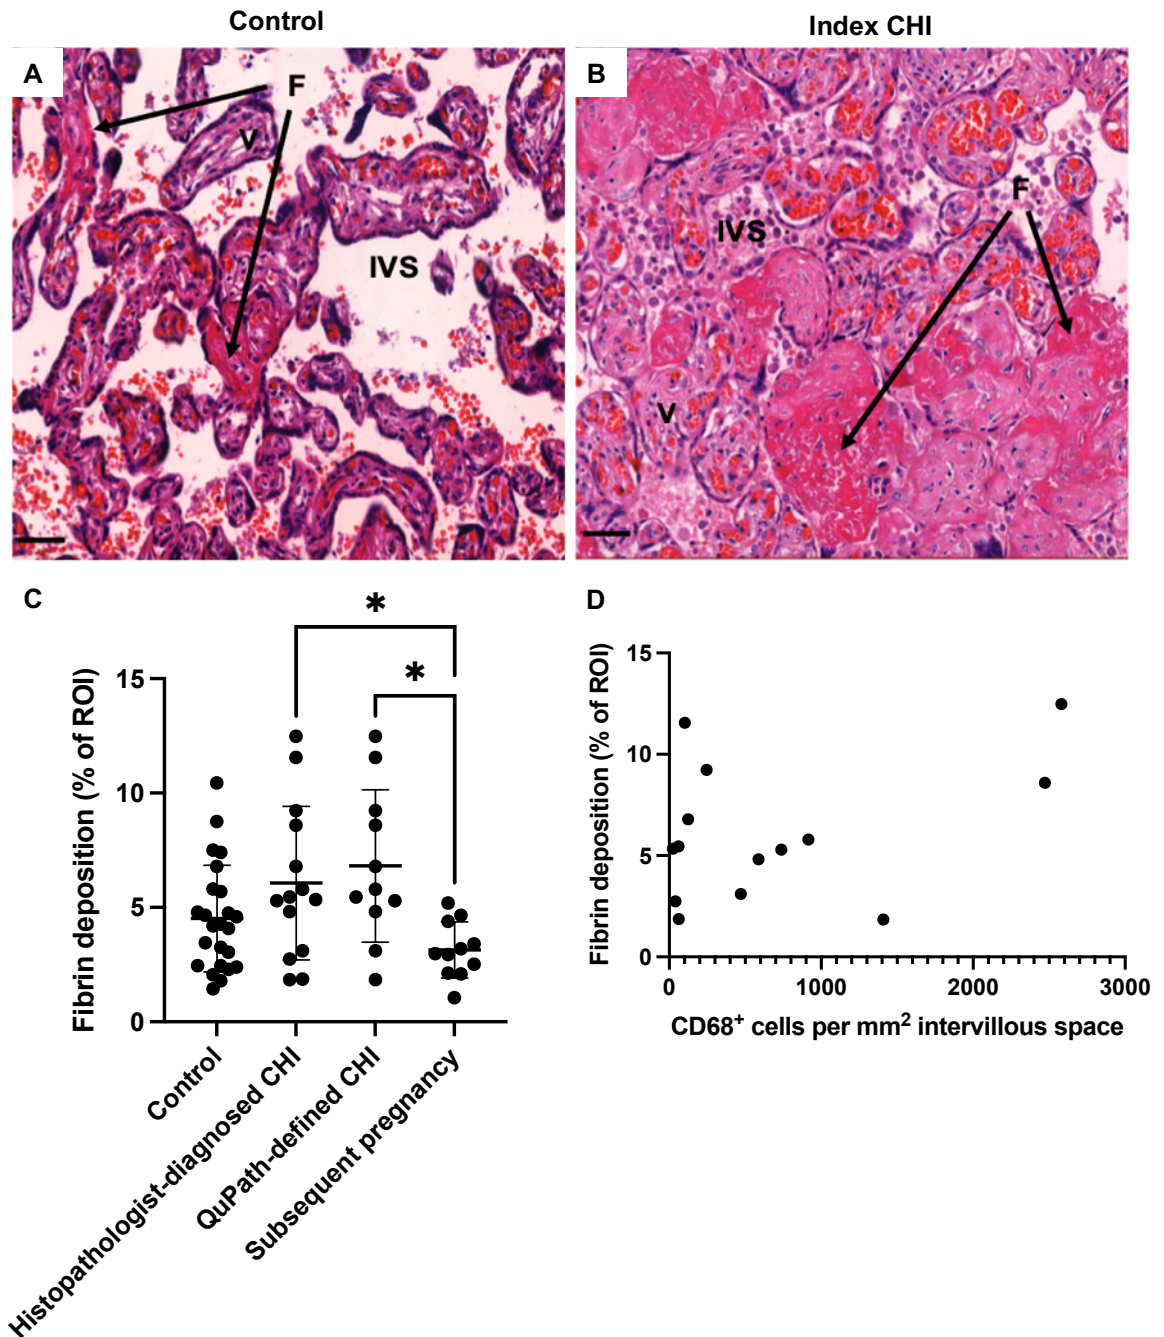 Control
Index CHI
A
F
V
IVS
B
F
IVS
V
C
*
*
Fibrin deposition (% of ROI)
15
10
5
0
Control
Histopathologist-diagnosed CHI
QuPath-defined CHI
Subsequent pregnancy
D
Fibrin deposition (% of ROI)
15
10
5
0
0 1000 2000 3000
CD68⁺ cells per mm² intervillous space